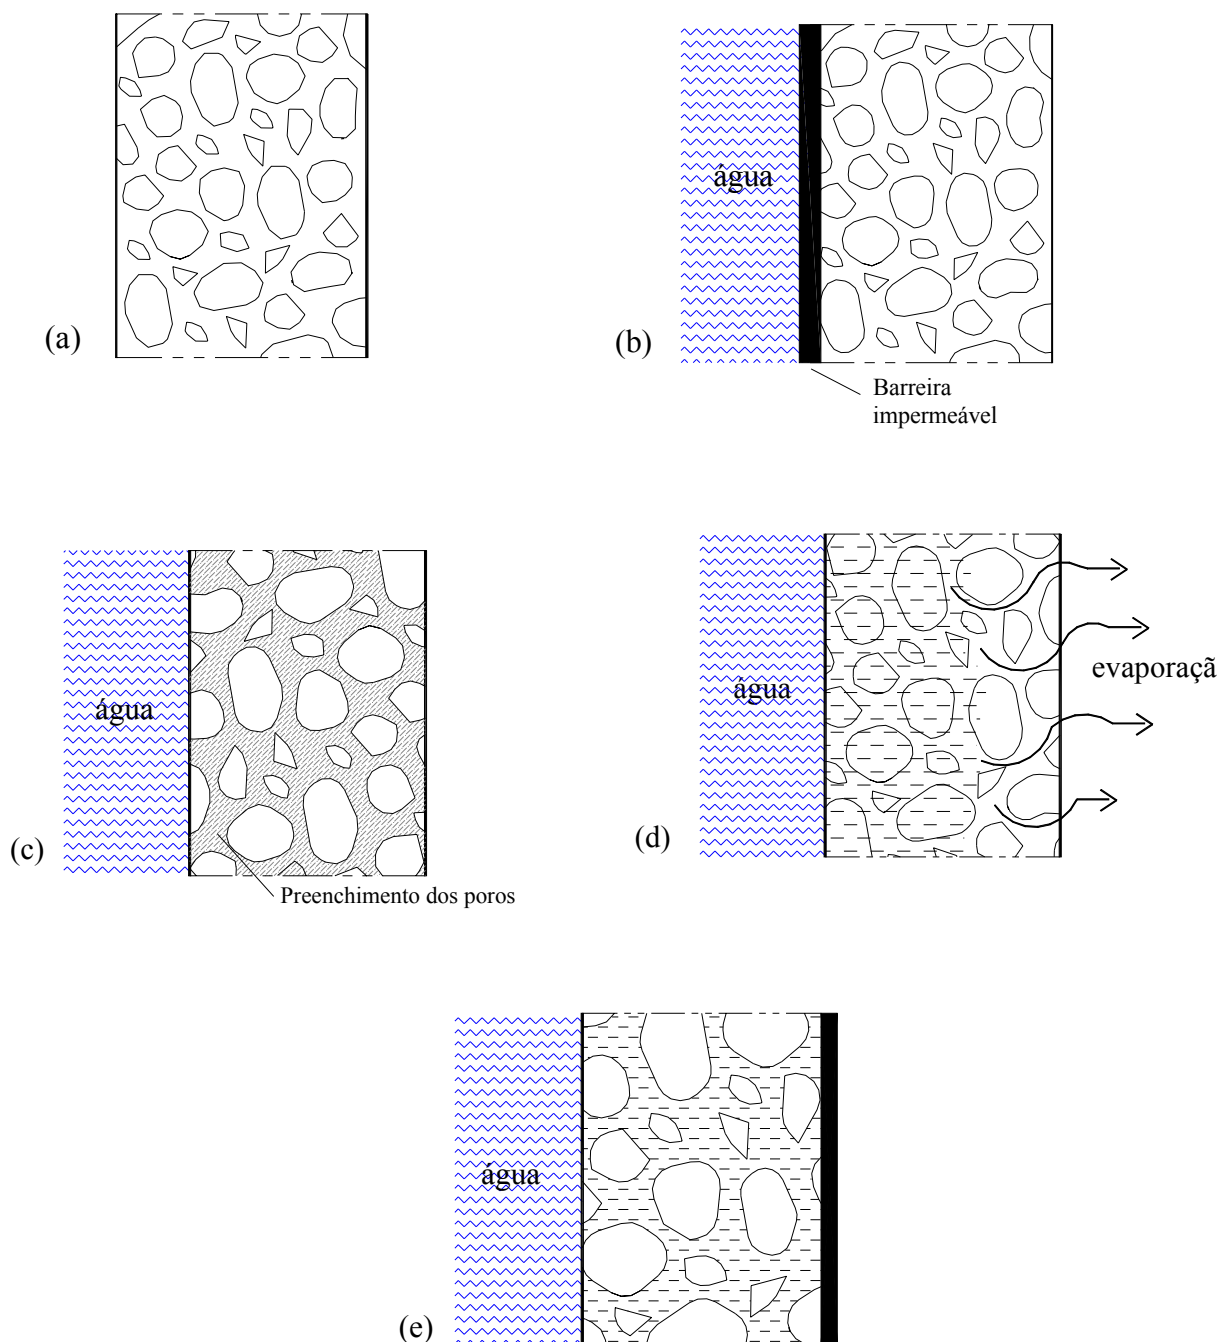 (a)
água
(b)
Barreira
impermeável
água
(c)
Preenchimento dos poros
água
(d)
evaporaçã
água
(e)